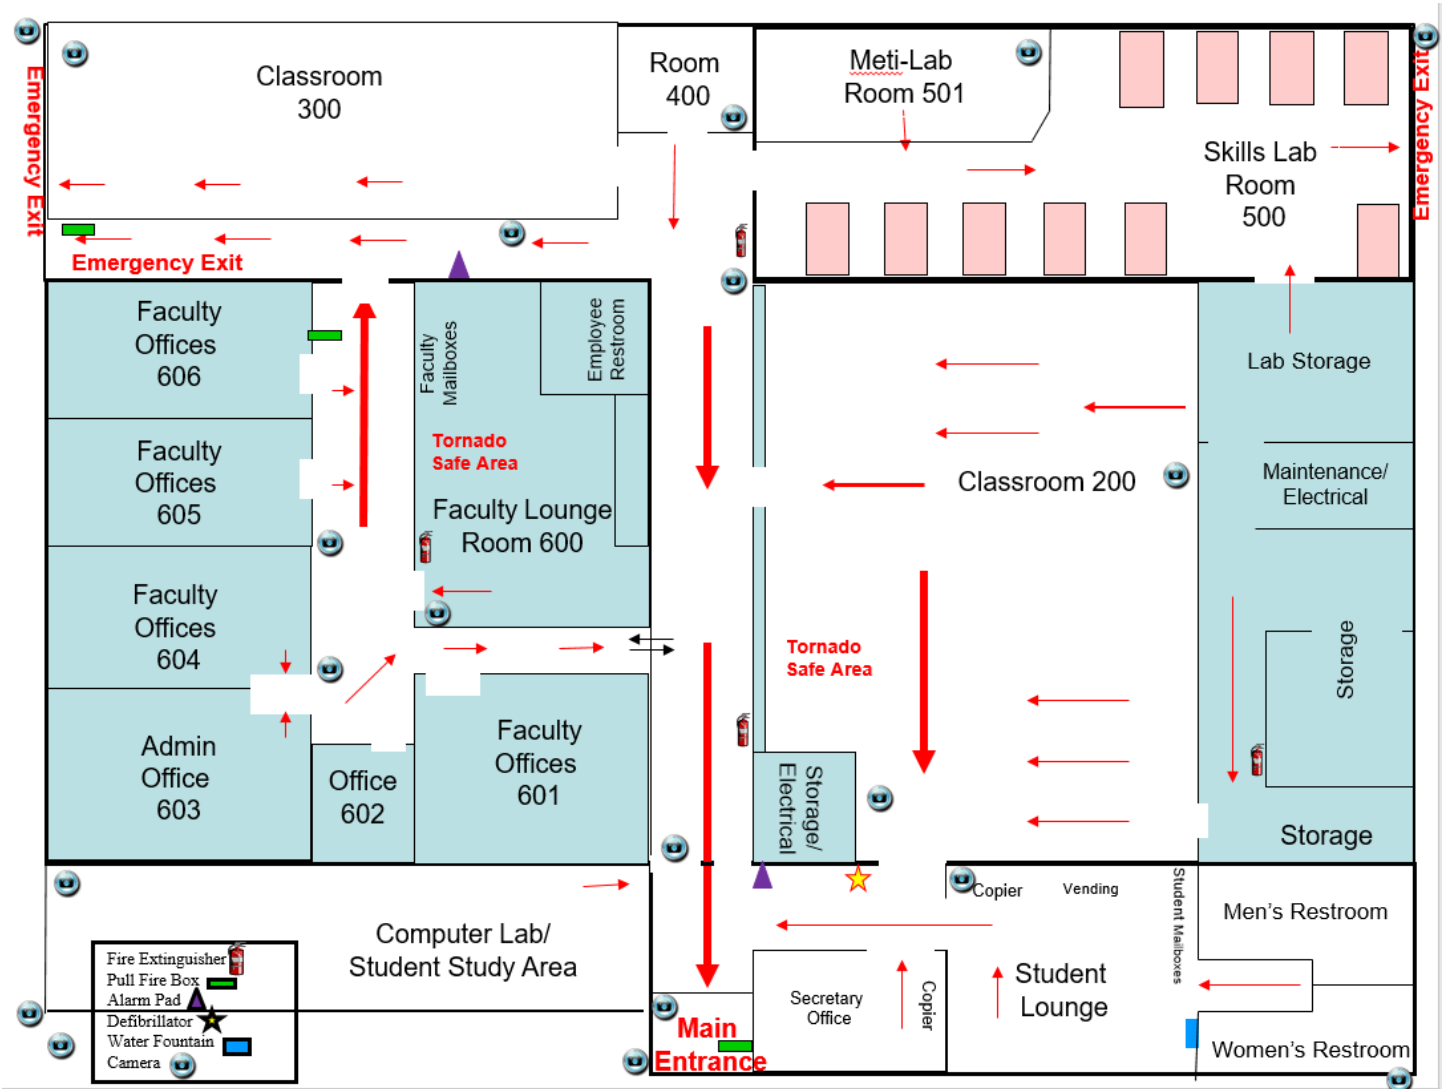 Classroom
300
Room
400
Meti-Lab
Room 501
Skills Lab
Room
500
Emergency Exit
Emergency Exit
Emergency Exit
Faculty
Offices
606
Faculty
Mailboxes
Employee
Restroom
Lab Storage
Tornado
Safe Area
Faculty
Offices
605
Faculty Lounge
Room 600
Classroom 200
Maintenance/
Electrical
Faculty
Offices
604
Tornado
Safe Area
Storage
Admin
Office
603
Office
602
Faculty
Offices
601
Storage/
Electrical
Storage
Computer Lab/
Student Study Area
Copier
Vending
Student Mailboxes
Men's Restroom
Secretary
Office
Copier
Student
Lounge
Women's Restroom
Main
Entrance
Fire Extinguisher
Pull Fire Box
Alarm Pad
Defibrillator
Water Fountain
Camera